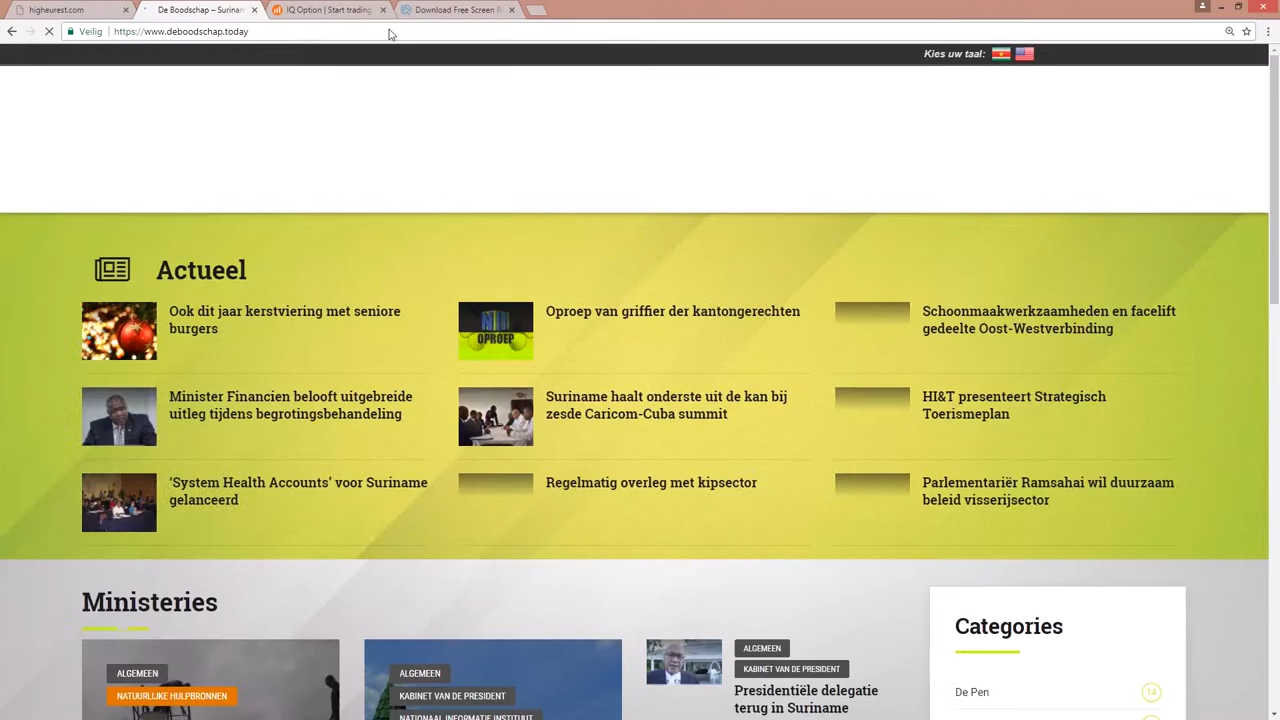 higheurest.com
De Boodschap – Surinam
IQ Option | Start trading
Download Free Screen R
Veilig
https://www.deboodschap.today
Kies uw taal:
Actueel
Ook dit jaar kerstviering met seniore
burgers
Oproep van griffier der kantongerechten
OPROEP
Schoonmaakwerkzaamheden en facelift
gedeelte Oost-Westverbinding
Minister Financien belooft uitgebreide
uitleg tijdens begrotingsbehandeling
Suriname haalt onderste uit de kan bij
zesde Caricom-Cuba summit
HI&T presenteert Strategisch
Toerismeplan
‘System Health Accounts’ voor Suriname
gelanceerd
Regelmatig overleg met kipsector
Parlementariër Ramsahai wil duurzaam
beleid visserijsector
Ministeries
ALGEMEEN
NATUURLIJKE HULPBRONNEN
ALGEMEEN
KABINET VAN DE PRESIDENT
NATIONAAL INFORMATIE INSTITUUT
ALGEMEEN
KABINET VAN DE PRESIDENT
Presidentiële delegatie
terug in Suriname
Categories
De Pen
14